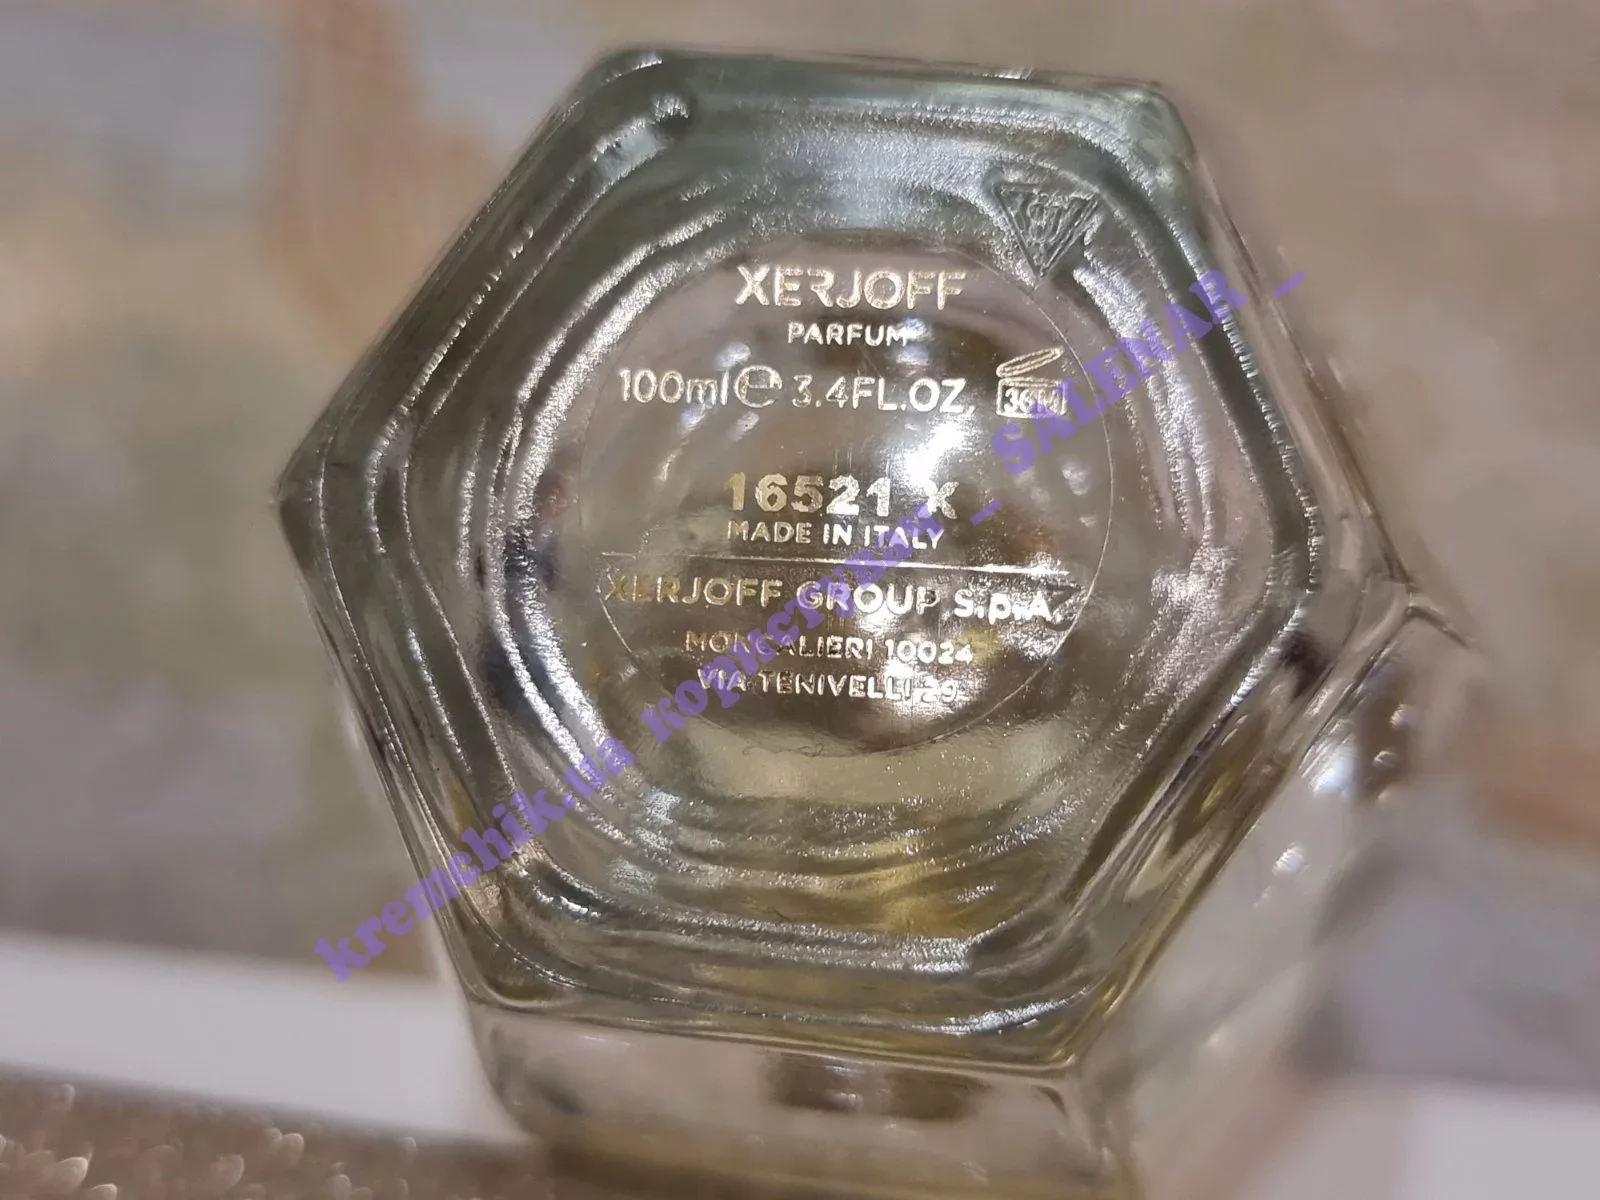 XERJOFF
PARFUM
100ml ℮ 3.4FL.OZ. 36M
16521 X
MADE IN ITALY
XERJOFF GROUP S.p.A.
MONCALIERI 10024
VIA TENIVELLI 29
kremchik.ua користувач _ SALENAR _